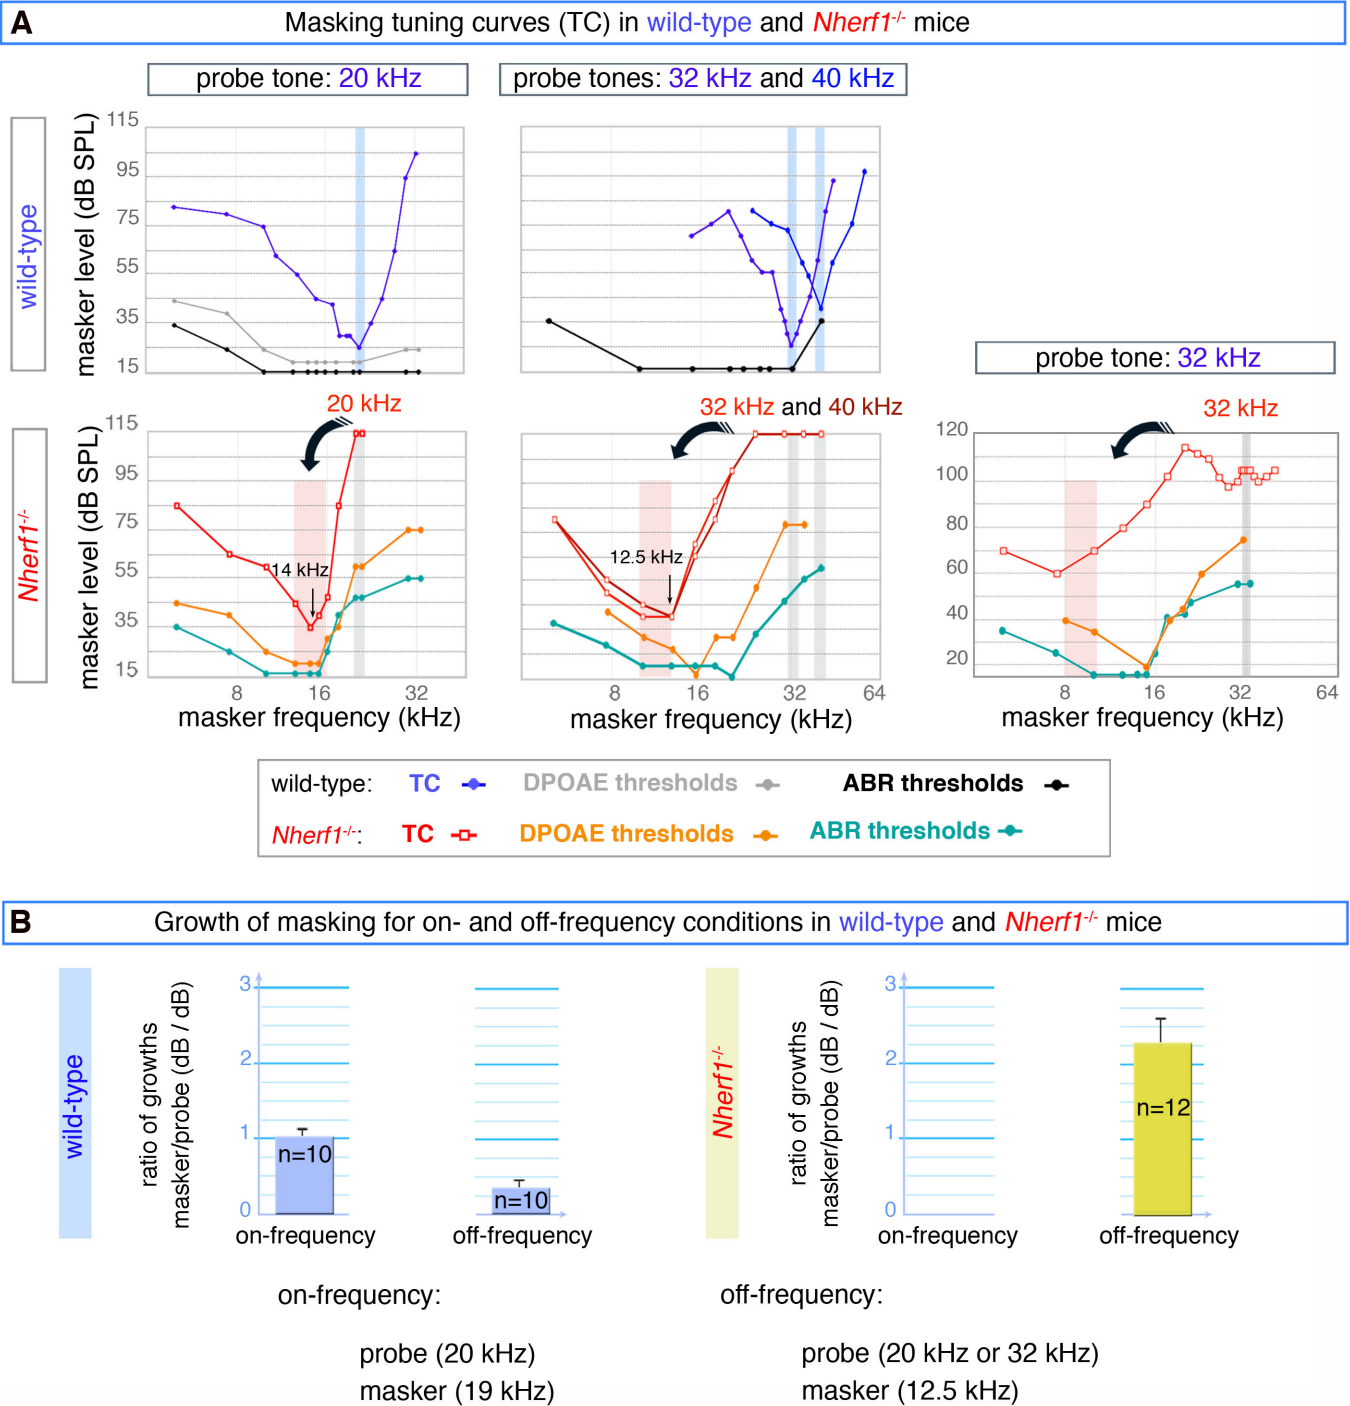 A
Masking tuning curves (TC) in wild-type and Nherf1-/- mice
probe tone: 20 kHz
probe tones: 32 kHz and 40 kHz
wild-type
masker level (dB SPL)
115
95
75
55
35
15
probe tone: 32 kHz
Nherf1-/-
masker level (dB SPL)
20 kHz
115
95
75
55
35
15
14 kHz
8 16 32
masker frequency (kHz)
32 kHz and 40 kHz
12.5 kHz
8 16 32 64
masker frequency (kHz)
32 kHz
120
100
80
60
40
20
8 16 32 64
masker frequency (kHz)
wild-type: TC DPOAE thresholds ABR thresholds
Nherf1-/-: TC DPOAE thresholds ABR thresholds
B
Growth of masking for on- and off-frequency conditions in wild-type and Nherf1-/- mice
wild-type
ratio of growths
masker/probe (dB / dB)
3
2
1
0
n=10
n=10
on-frequency
off-frequency
Nherf1-/-
ratio of growths
masker/probe (dB / dB)
3
2
1
0
n=12
on-frequency
off-frequency
on-frequency:
probe (20 kHz)
masker (19 kHz)
off-frequency:
probe (20 kHz or 32 kHz)
masker (12.5 kHz)